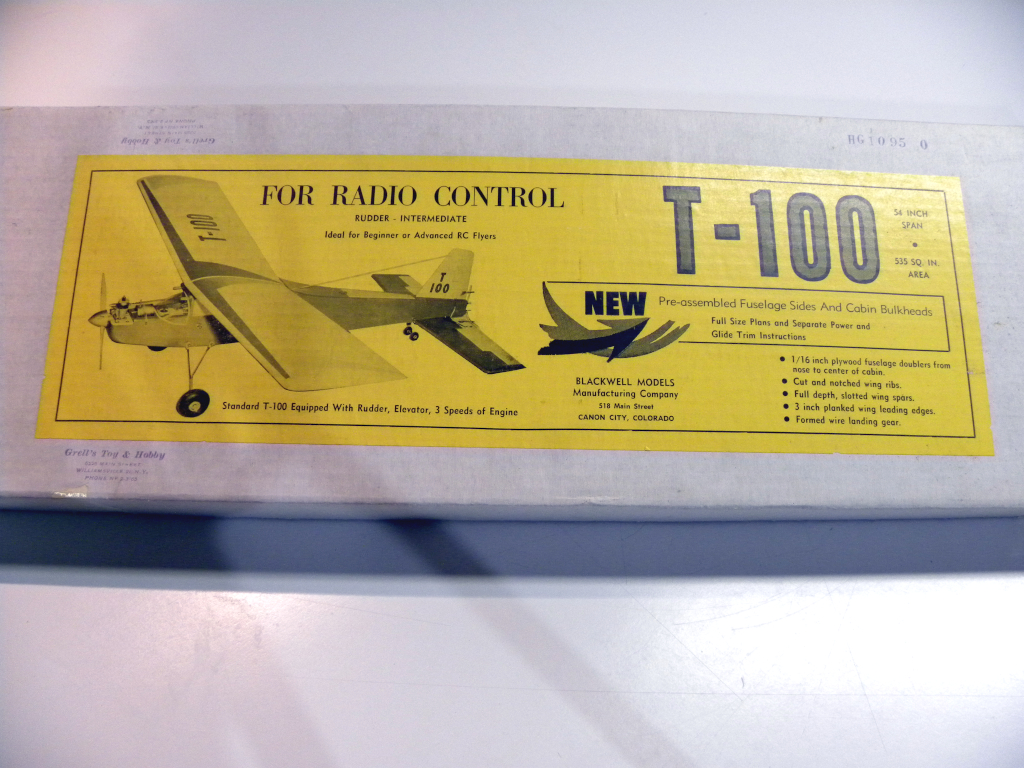 Grell's Toy & Hobby
HG1095 0
FOR RADIO CONTROL
RUDDER - INTERMEDIATE
Ideal for Beginner or Advanced RC Flyers
T-100
T
100
T-100
54 INCH
SPAN
•
535 SQ. IN.
AREA
NEW Pre-assembled Fuselage Sides And Cabin Bulkheads
Full Size Plans and Separate Power and
Glide Trim Instructions
BLACKWELL MODELS
Manufacturing Company
518 Main Street
CANON CITY, COLORADO
• 1/16 inch plywood fuselage doublers from
nose to center of cabin.
• Cut and notched wing ribs.
• Full depth, slotted wing spars.
• 3 inch planked wing leading edges.
• Formed wire landing gear.
Standard T-100 Equipped With Rudder, Elevator, 3 Speeds of Engine
Grell's Toy & Hobby
MAIN STREET
PHONE